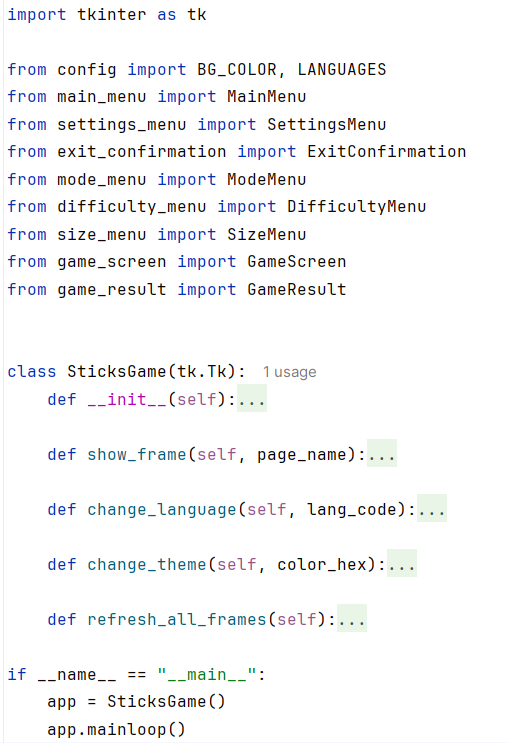 import tkinter as tk
from config import BG_COLOR, LANGUAGES
from main_menu import MainMenu
from settings_menu import SettingsMenu
from exit_confirmation import ExitConfirmation
from mode_menu import ModeMenu
from difficulty_menu import DifficultyMenu
from size_menu import SizeMenu
from game_screen import GameScreen
from game_result import GameResult
class SticksGame(tk.Tk): 1 usage
    def __init__(self):...
    def show_frame(self, page_name):...
    def change_language(self, lang_code):...
    def change_theme(self, color_hex):...
    def refresh_all_frames(self):...
if __name__ == "__main__":
    app = SticksGame()
    app.mainloop()